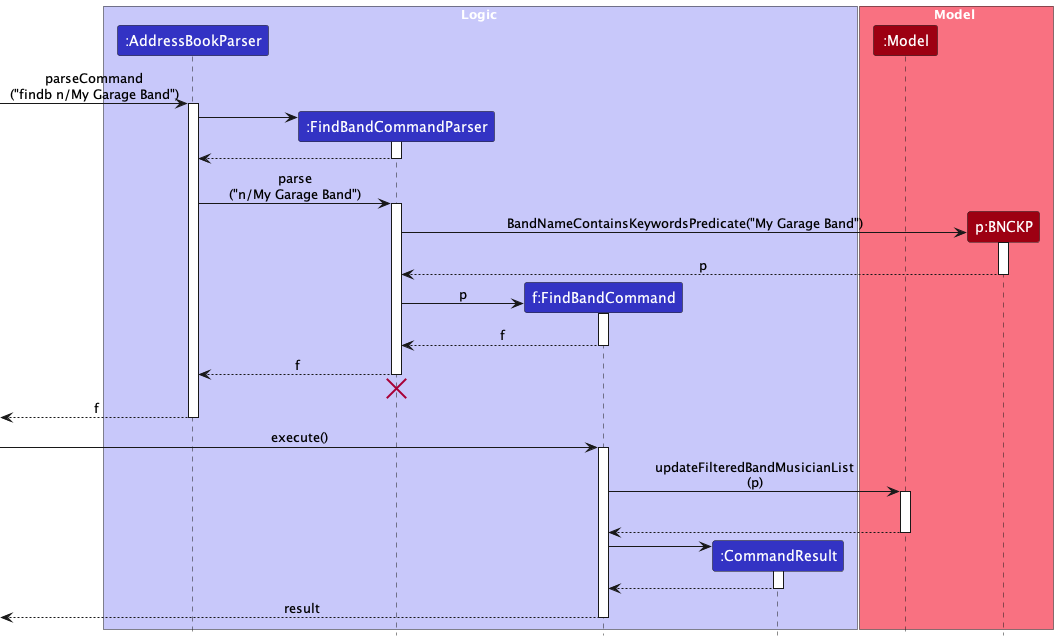 Logic
Model
:AddressBookParser
:Model
parseCommand
("findb n/My Garage Band")
:FindBandCommandParser
parse
("n/My Garage Band")
BandNameContainsKeywordsPredicate("My Garage Band")
p:BNCKP
p
p
f:FindBandCommand
f
f
f
execute()
updateFilteredBandMusicianList
(p)
:CommandResult
result